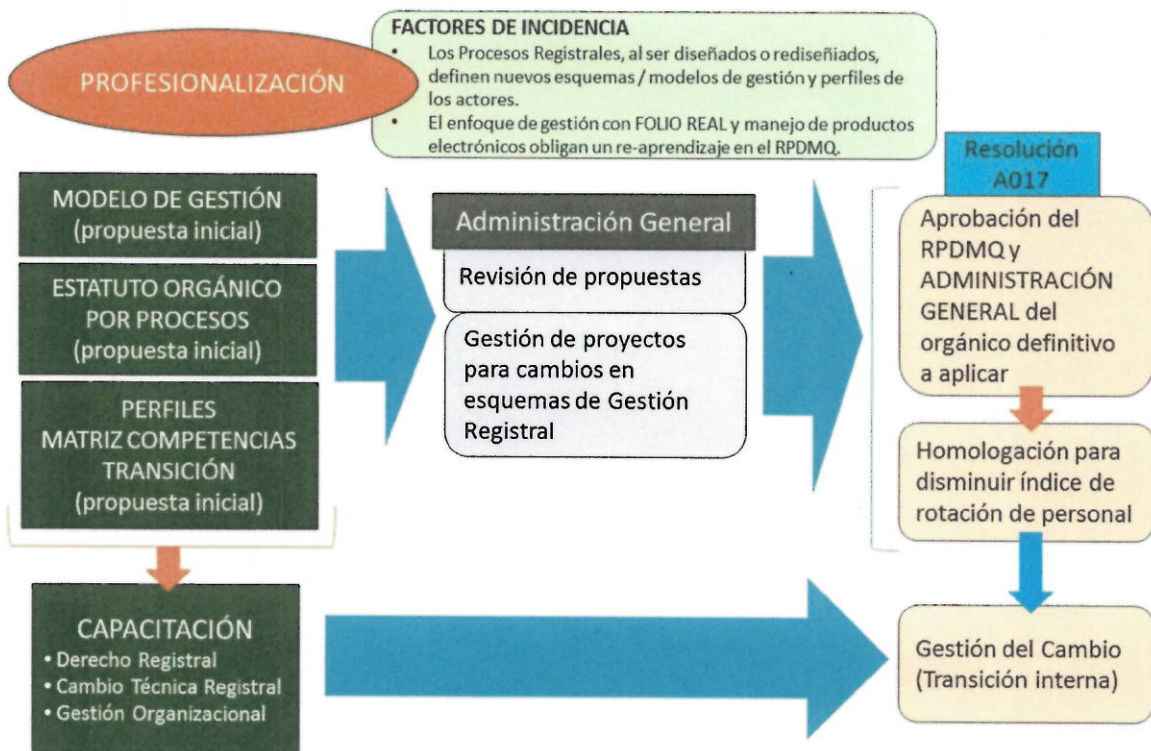 PROFESIONALIZACIÓN
FACTORES DE INCIDENCIA
• Los Procesos Registrales, al ser diseñados o rediseñiados,
definen nuevos esquemas / modelos de gestión y perfiles de
los actores.
• El enfoque de gestión con FOLIO REAL y manejo de productos
electrónicos obligan un re-aprendizaje en el RPDMQ.
MODELO DE GESTIÓN
(propuesta inicial)
ESTATUTO ORGÁNICO
POR PROCESOS
(propuesta inicial)
PERFILES
MATRIZ COMPETENCIAS
TRANSICIÓN
(propuesta inicial)
CAPACITACIÓN
• Derecho Registral
• Cambio Técnica Registral
• Gestión Organizacional
Administración General
Revisión de propuestas
Gestión de proyectos
para cambios en
esquemas de Gestión
Registral
Resolución
A017
Aprobación del
RPDMQ y
ADMINISTRACIÓN
GENERAL del
orgánico definitivo
a aplicar
Homologación para
disminuir índice de
rotación de personal
Gestión del Cambio
(Transición interna)